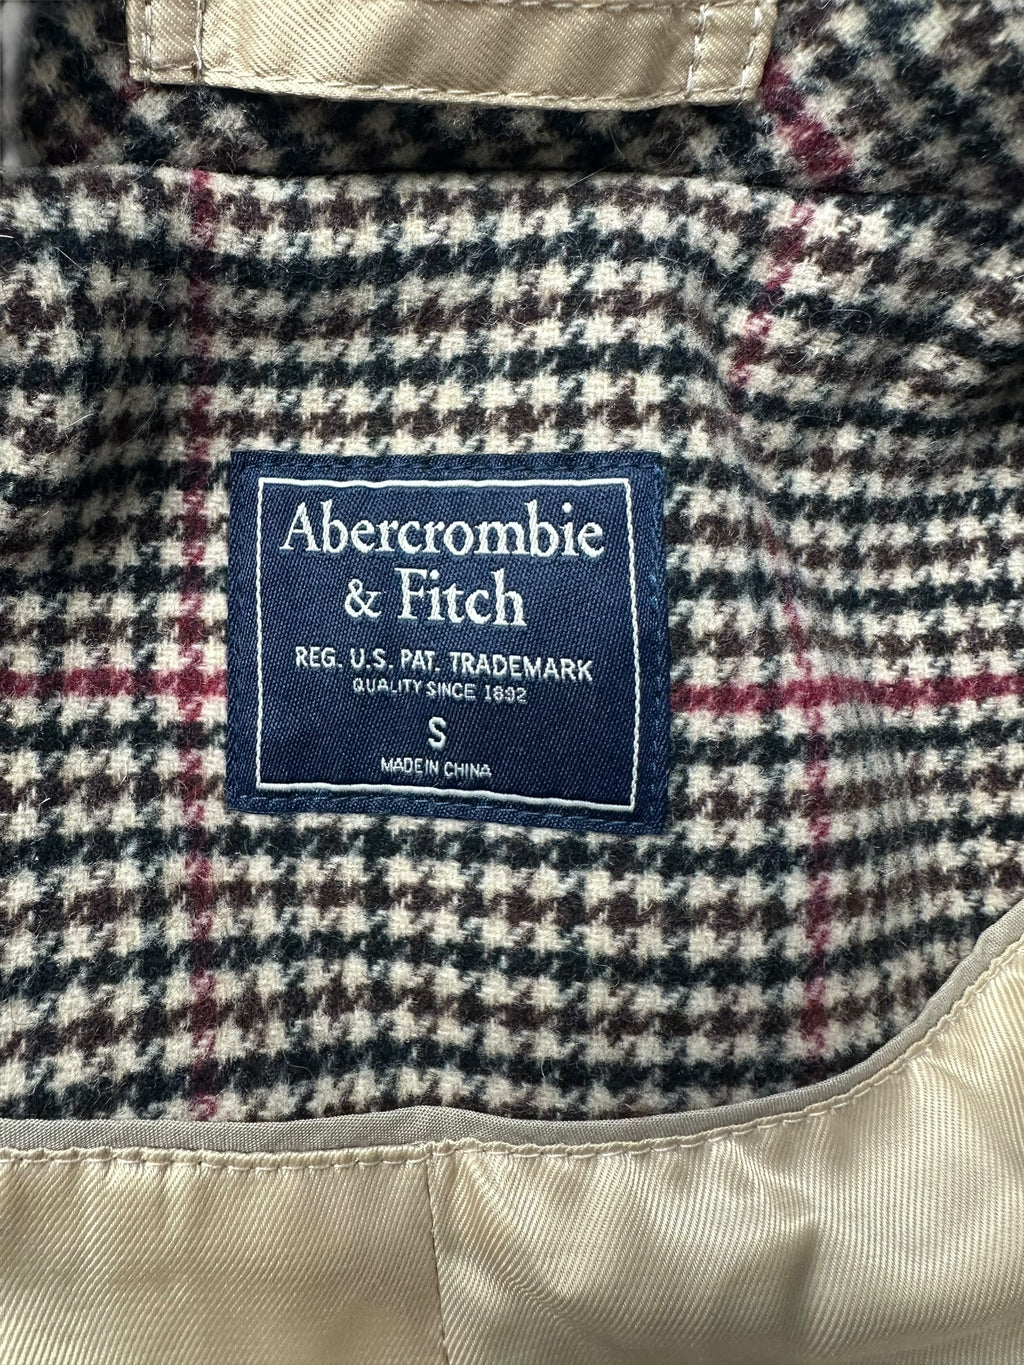 Abercrombie
& Fitch
REG. U.S. PAT. TRADEMARK
QUALITY SINCE 1892
S
MADE IN CHINA